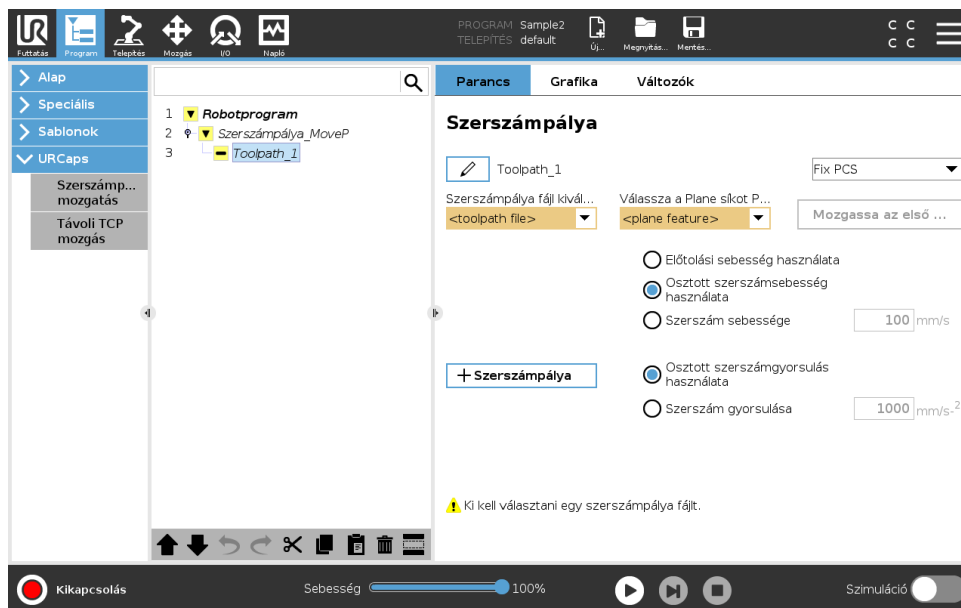 UR
Futtatás
Program
Telepítés
Mozgás
I/O
Napló
PROGRAM Sample2
TELEPÍTÉS default
Új...
Megnyitás...
Mentés...
C C
C C
Alap
Speciális
Sablonok
URCaps
Szerszámp...
mozgatás
Távoli TCP
mozgás
1 Robotprogram
2 Szerszámpálya_MoveP
3 Toolpath_1
Parancs Grafika Változók
Szerszámpálya
Toolpath_1
Fix PCS
Szerszámpálya fájl kivál...
Válassza a Plane síkot P...
<toolpath file>
<plane feature>
Mozgassa az első ...
Előtolási sebesség használata
Osztott szerszámsebesség
használata
Szerszám sebessége 100 mm/s
+ Szerszámpálya
Osztott szerszámgyorsulás
használata
Szerszám gyorsulása 1000 mm/s-²
Ki kell választani egy szerszámpálya fájlt.
Kikapcsolás
Sebesség 100%
Szimuláció